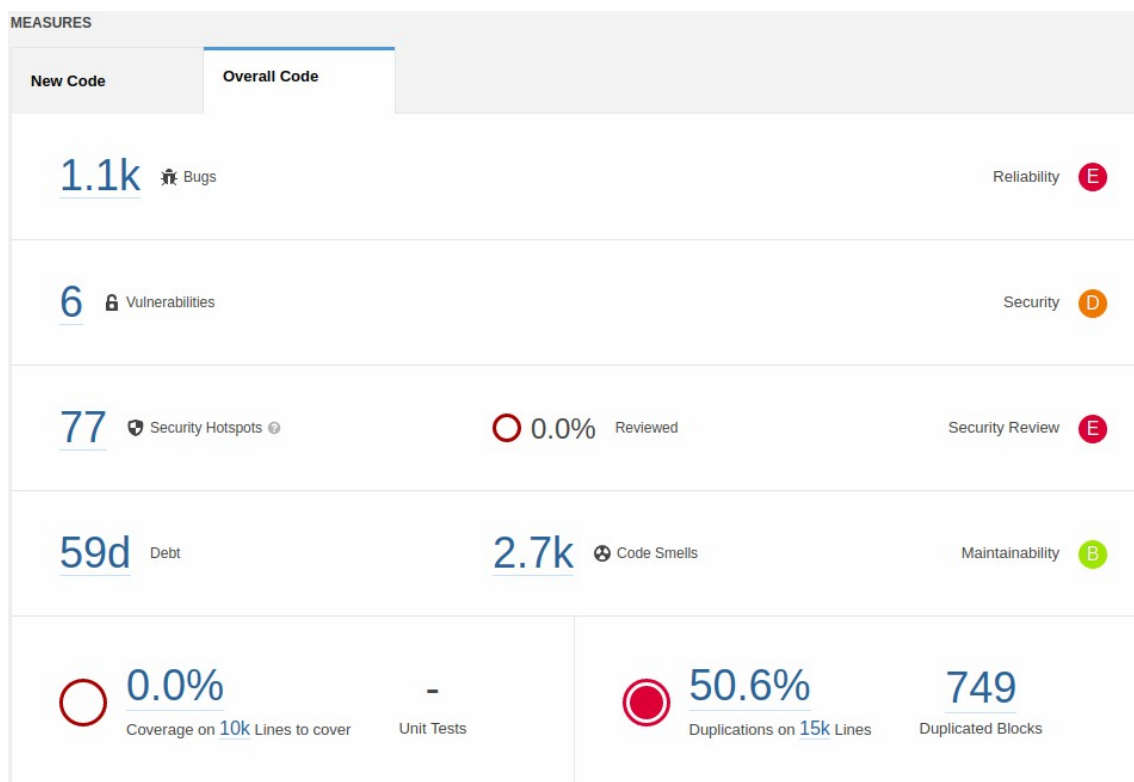 MEASURES
New Code
Overall Code
1.1k Bugs Reliability E
6 Vulnerabilities Security D
77 Security Hotspots ? 0.0% Reviewed Security Review E
59d Debt 2.7k Code Smells Maintainability B
0.0% - 50.6% 749
Coverage on 10k Lines to cover Unit Tests Duplications on 15k Lines Duplicated Blocks